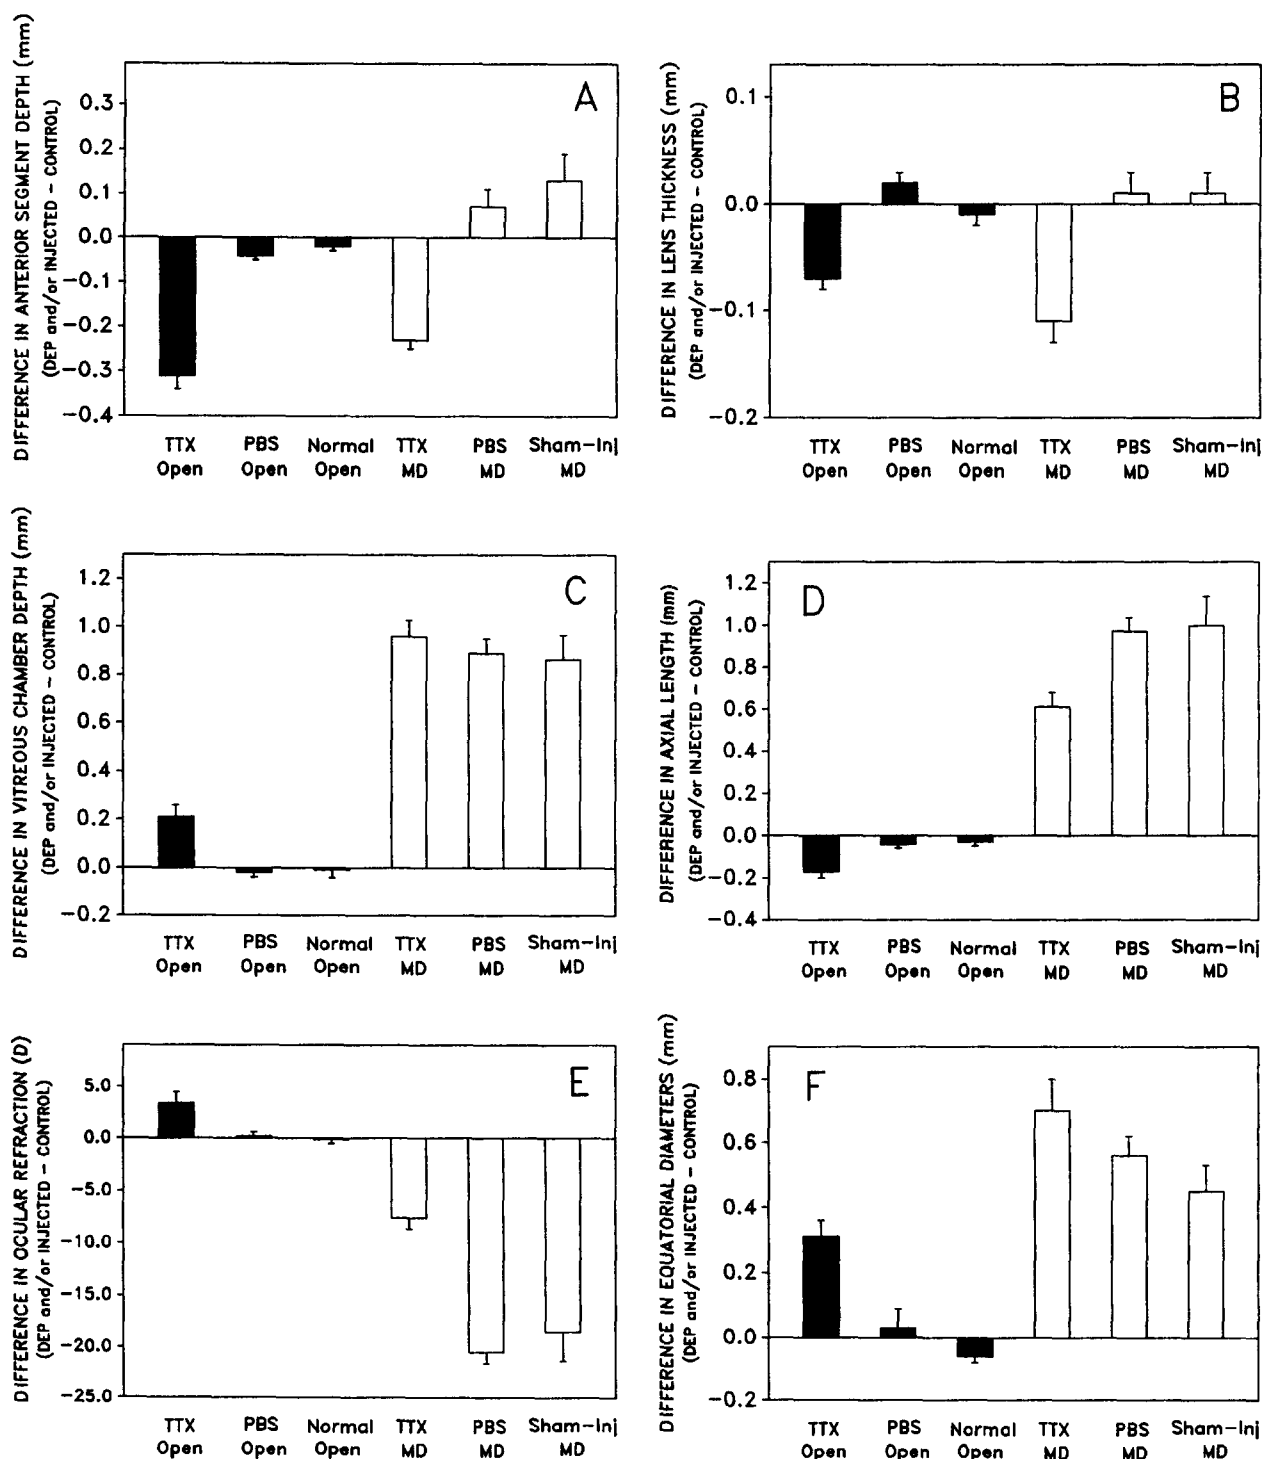 DIFFERENCE IN ANTERIOR SEGMENT DEPTH (mm)
(DEP and/or INJECTED - CONTROL)
A
0.3
0.2
0.1
0.0
-0.1
-0.2
-0.3
-0.4
TTX PBS Normal TTX PBS Sham-Inj
Open Open Open MD MD MD
DIFFERENCE IN LENS THICKNESS (mm)
(DEP and/or INJECTED - CONTROL)
B
0.1
0.0
-0.1
-0.2
TTX PBS Normal TTX PBS Sham-Inj
Open Open Open MD MD MD
DIFFERENCE IN VITREOUS CHAMBER DEPTH (mm)
(DEP and/or INJECTED - CONTROL)
C
1.2
1.0
0.8
0.6
0.4
0.2
0.0
-0.2
TTX PBS Normal TTX PBS Sham-Inj
Open Open Open MD MD MD
DIFFERENCE IN AXIAL LENGTH (mm)
(DEP and/or INJECTED - CONTROL)
D
1.2
1.0
0.8
0.6
0.4
0.2
0.0
-0.2
-0.4
TTX PBS Normal TTX PBS Sham-Inj
Open Open Open MD MD MD
DIFFERENCE IN OCULAR REFRACTION (D)
(DEP and/or INJECTED - CONTROL)
E
5.0
0.0
-5.0
-10.0
-15.0
-20.0
-25.0
TTX PBS Normal TTX PBS Sham-Inj
Open Open Open MD MD MD
DIFFERENCE IN EQUATORIAL DIAMETERS (mm)
(DEP and/or INJECTED - CONTROL)
F
0.8
0.6
0.4
0.2
0.0
-0.2
TTX PBS Normal TTX PBS Sham-Inj
Open Open Open MD MD MD